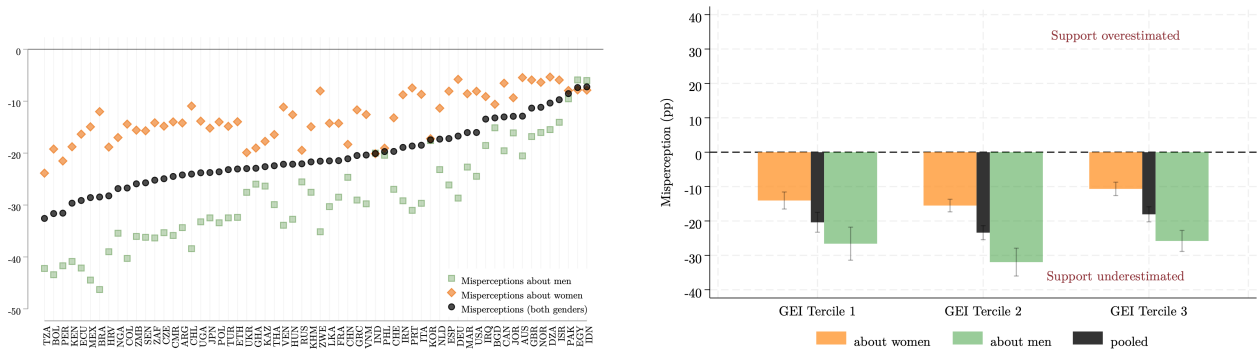 0
-10
-20
-30
-40
-50
Misperceptions about men
Misperceptions about women
Misperceptions (both genders)
TZA
BOL
PER
KEN
ECU
MEX
BRA
HRV
NGA
COL
ZMB
SEN
ZAF
CZE
CMR
ARG
CHL
UGA
JPN
POL
TUR
ETH
UKR
GHA
KAZ
THA
VEN
HUN
RUS
KHM
ZWE
LKA
FRA
CHN
GRC
VNM
IND
PHL
CHE
IRN
PRT
ITA
KOR
NLD
ESP
DEU
MAR
USA
IRQ
BGD
CAN
JOR
AUS
GBR
NOR
DZA
ISR
PAK
EGY
IDN
Misperception (pp)
40
30
20
10
0
-10
-20
-30
-40
Support overestimated
Support underestimated
GEI Tercile 1
GEI Tercile 2
GEI Tercile 3
about women
about men
pooled